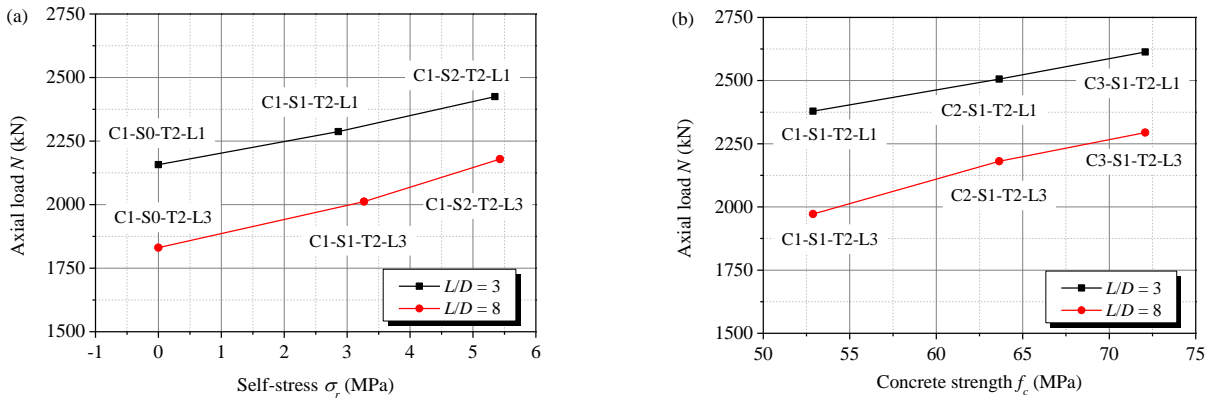 (a)
2750
2500
2250
2000
1750
1500
Axial load N (kN)
C1-S2-T2-L1
C1-S1-T2-L1
C1-S0-T2-L1
C1-S0-T2-L3
C1-S2-T2-L3
C1-S1-T2-L3
L/D = 3
L/D = 8
-1 0 1 2 3 4 5 6
Self-stress σr (MPa)
(b)
2750
2500
2250
2000
1750
1500
Axial load N (kN)
C3-S1-T2-L1
C2-S1-T2-L1
C1-S1-T2-L1
C3-S1-T2-L3
C2-S1-T2-L3
C1-S1-T2-L3
L/D = 3
L/D = 8
50 55 60 65 70 75
Concrete strength fc (MPa)